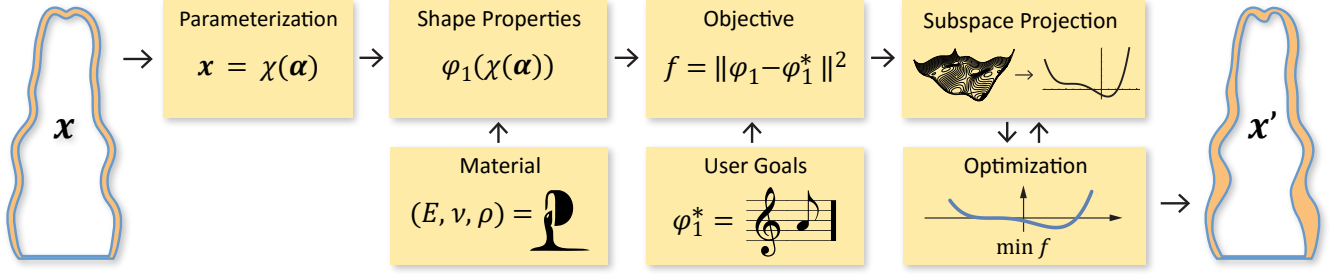 x
Parameterization
x = χ(α)
Shape Properties
φ₁(χ(α))
Objective
f = ‖φ₁−φ₁* ‖²
Subspace Projection
Material
(E, ν, ρ) =
User Goals
φ₁* =
Optimization
min f
x’